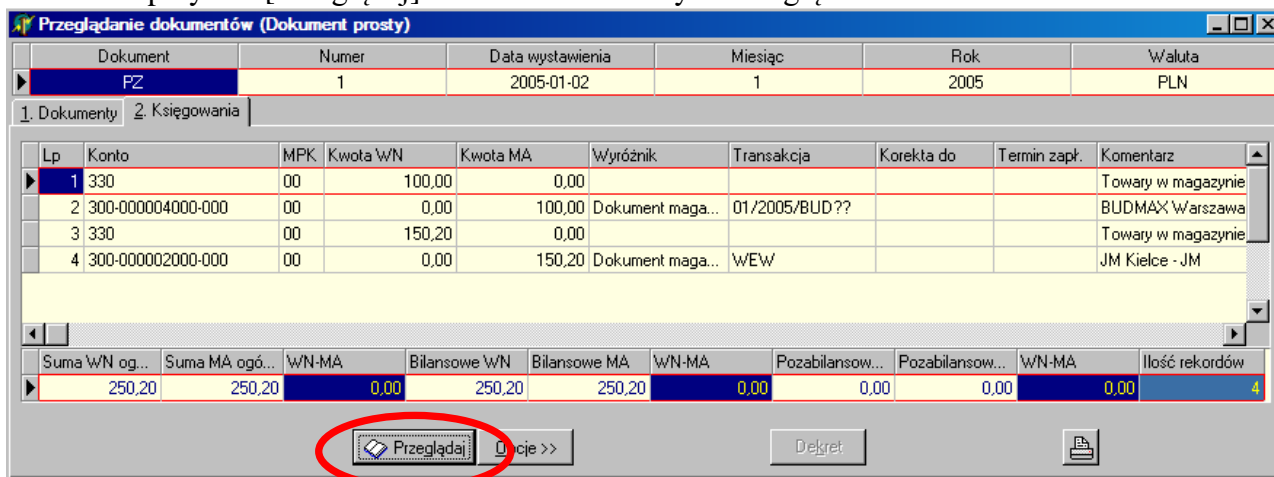 Przeglądanie dokumentów (Dokument prosty)
Dokument Numer Data wystawienia Miesiąc Rok Waluta
PZ 1 2005-01-02 1 2005 PLN
1. Dokumenty 2. Księgowania
Lp Konto MPK Kwota WN Kwota MA Wyróżnik Transakcja Korekta do Termin zapł. Komentarz
1 330 00 100,00 0,00 Towary w magazynie
2 300-000004000-000 00 0,00 100,00 Dokument maga... 01/2005/BUD?? BUDMAX Warszawa
3 330 00 150,20 0,00 Towary w magazynie
4 300-000002000-000 00 0,00 150,20 Dokument maga... WEW JM Kielce - JM
Suma WN og... Suma MA ogó... WN-MA Bilansowe WN Bilansowe MA WN-MA Pozabilansow... Pozabilansow... WN-MA Ilość rekordów
250,20 250,20 0,00 250,20 250,20 0,00 0,00 0,00 0,00 4
Przeglądaj Opcje >> Dekret